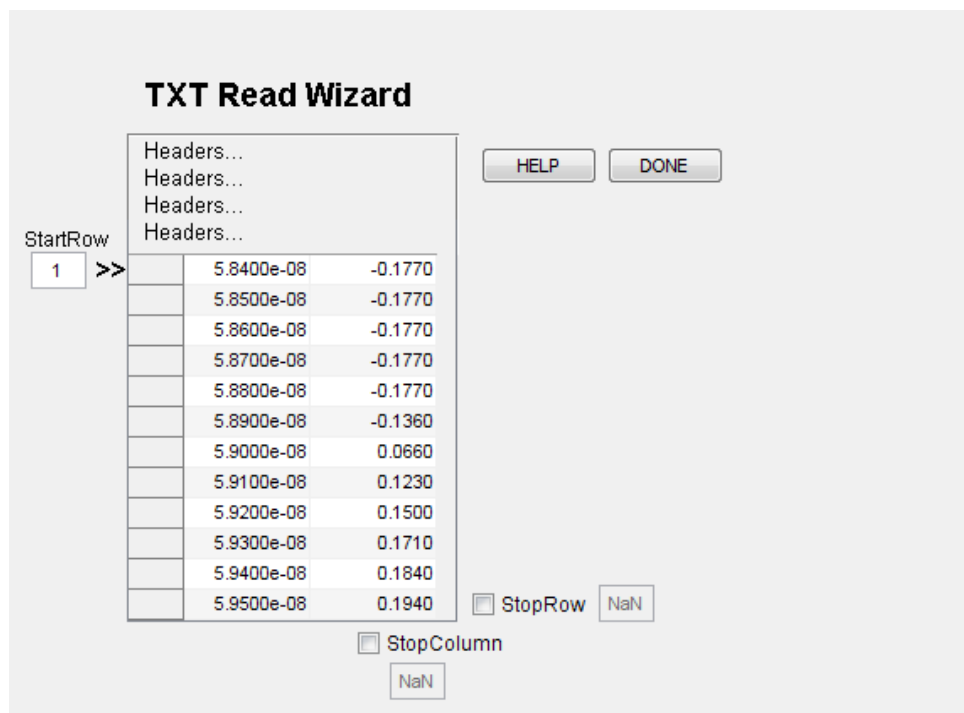 TXT Read Wizard
Headers...
HELP
DONE
Headers...
Headers...
Headers...
StartRow
1 >>
5.8400e-08 -0.1770
5.8500e-08 -0.1770
5.8600e-08 -0.1770
5.8700e-08 -0.1770
5.8800e-08 -0.1770
5.8900e-08 -0.1360
5.9000e-08 0.0660
5.9100e-08 0.1230
5.9200e-08 0.1500
5.9300e-08 0.1710
5.9400e-08 0.1840
5.9500e-08 0.1940
StopRow NaN
StopColumn
NaN